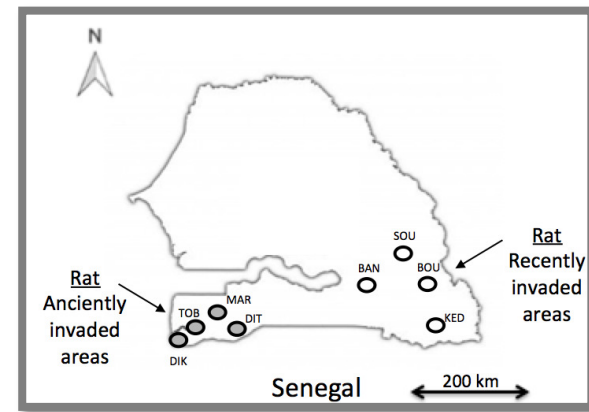 N
SOU
BAN
BOU
Rat
Recently
invaded
areas
Rat
Anciently
invaded
areas
MAR
TOB
DIT
KED
DIK
Senegal
200 km